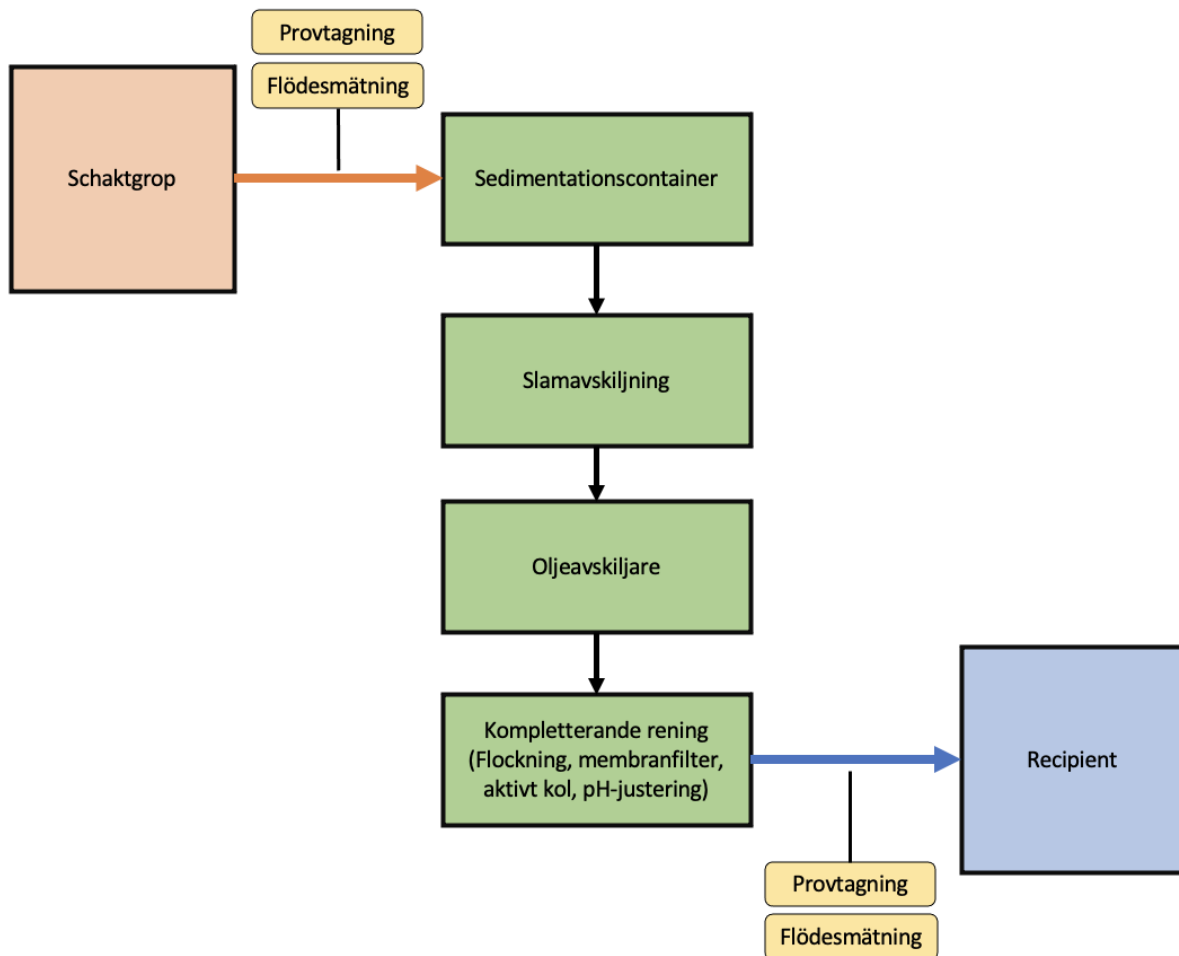 Provtagning
Flödesmätning
Schaktgrop
Sedimentationscontainer
Slamavskiljning
Oljeavskiljare
Kompletterande rening
(Flockning, membranfilter,
aktivt kol, pH-justering)
Recipient
Provtagning
Flödesmätning